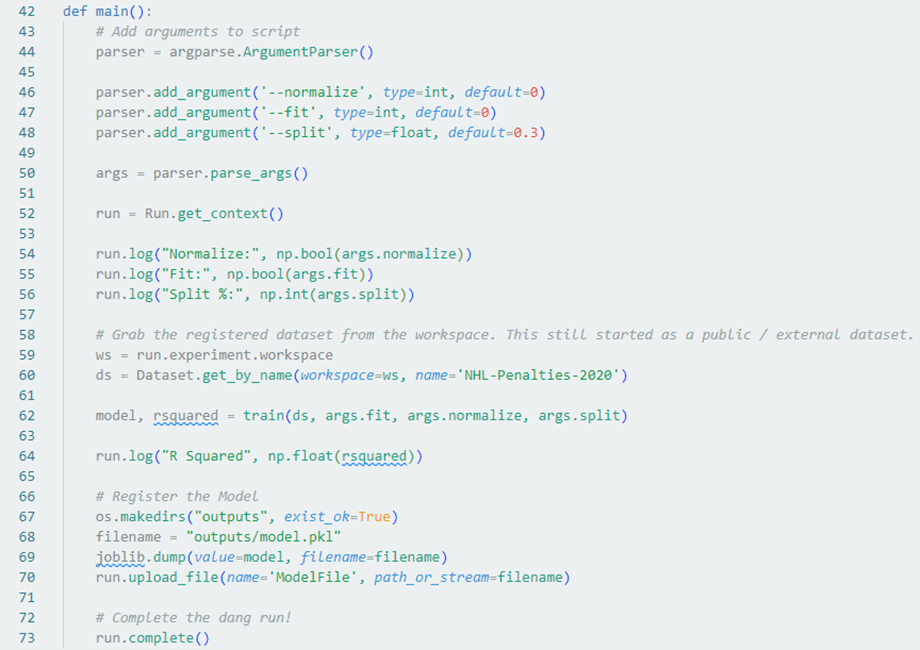 42 def main():
43     # Add arguments to script
44     parser = argparse.ArgumentParser()
45
46     parser.add_argument('--normalize', type=int, default=0)
47     parser.add_argument('--fit', type=int, default=0)
48     parser.add_argument('--split', type=float, default=0.3)
49
50     args = parser.parse_args()
51
52     run = Run.get_context()
53
54     run.log("Normalize:", np.bool(args.normalize))
55     run.log("Fit:", np.bool(args.fit))
56     run.log("Split %:", np.int(args.split))
57
58     # Grab the registered dataset from the workspace. This still started as a public / external dataset.
59     ws = run.experiment.workspace
60     ds = Dataset.get_by_name(workspace=ws, name='NHL-Penalties-2020')
61
62     model, rsquared = train(ds, args.fit, args.normalize, args.split)
63
64     run.log("R Squared", np.float(rsquared))
65
66     # Register the Model
67     os.makedirs("outputs", exist_ok=True)
68     filename = "outputs/model.pkl"
69     joblib.dump(value=model, filename=filename)
70     run.upload_file(name='ModelFile', path_or_stream=filename)
71
72     # Complete the dang run!
73     run.complete()